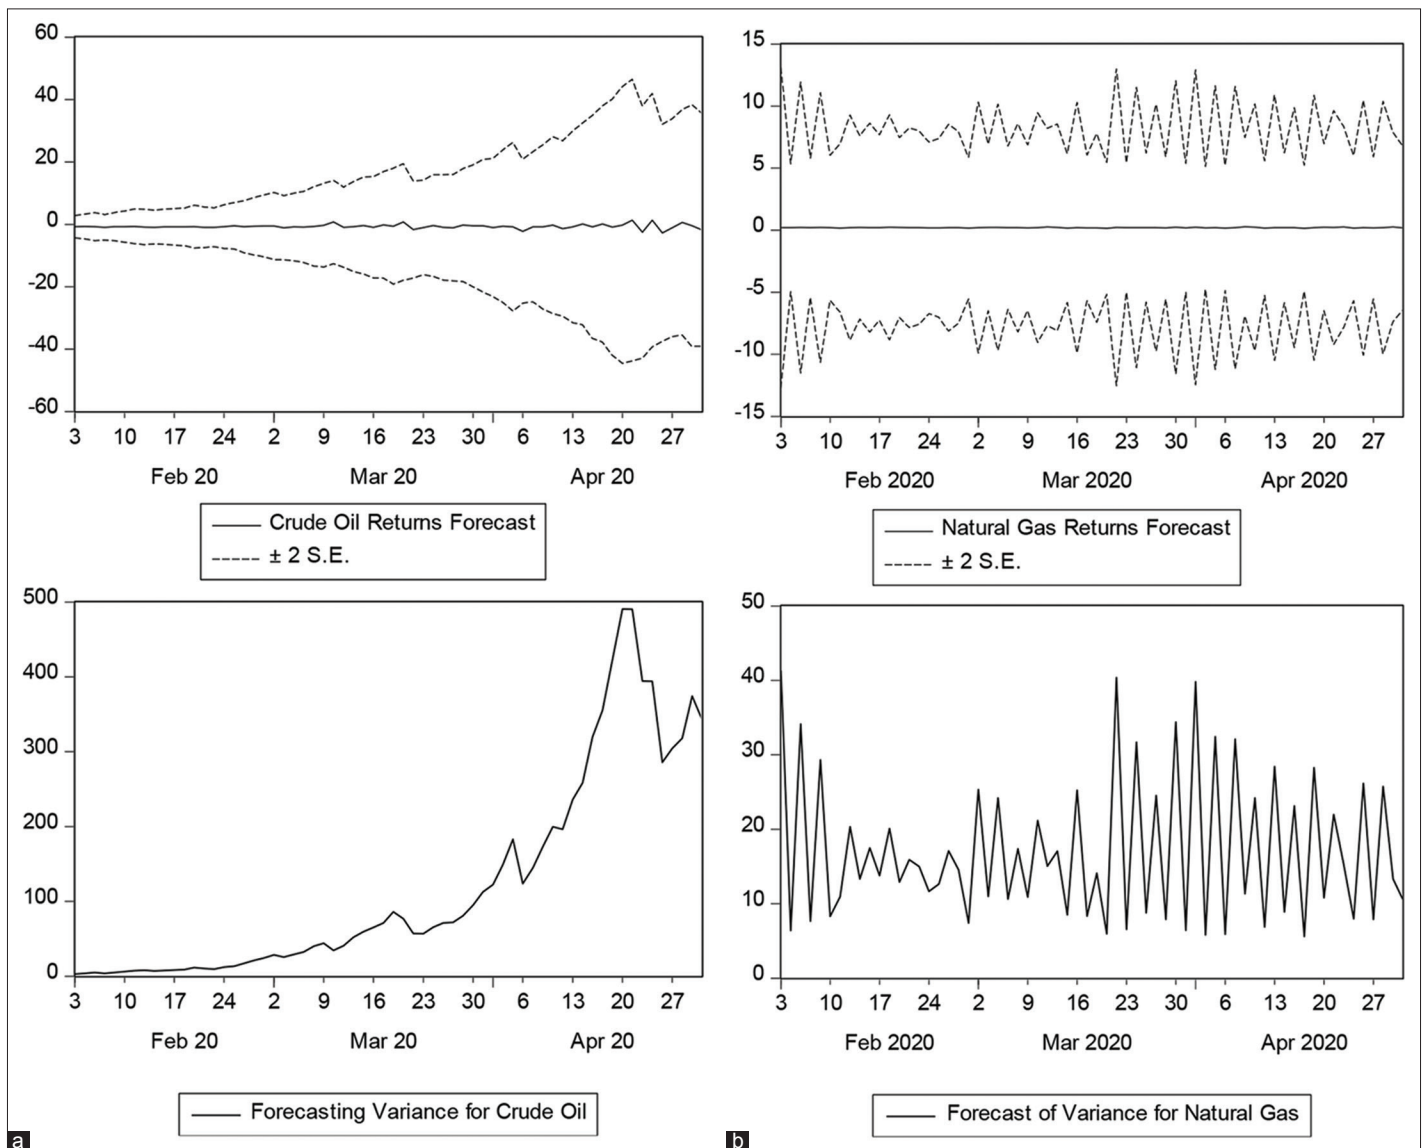 60
40
20
0
-20
-40
-60
3 10 17 24 2 9 16 23 30 6 13 20 27
Feb 20 Mar 20 Apr 20
Crude Oil Returns Forecast
± 2 S.E.
15
10
5
0
-5
-10
-15
3 10 17 24 2 9 16 23 30 6 13 20 27
Feb 2020 Mar 2020 Apr 2020
Natural Gas Returns Forecast
± 2 S.E.
500
400
300
200
100
0
3 10 17 24 2 9 16 23 30 6 13 20 27
Feb 20 Mar 20 Apr 20
Forecasting Variance for Crude Oil
a
50
40
30
20
10
0
3 10 17 24 2 9 16 23 30 6 13 20 27
Feb 2020 Mar 2020 Apr 2020
Forecast of Variance for Natural Gas
b